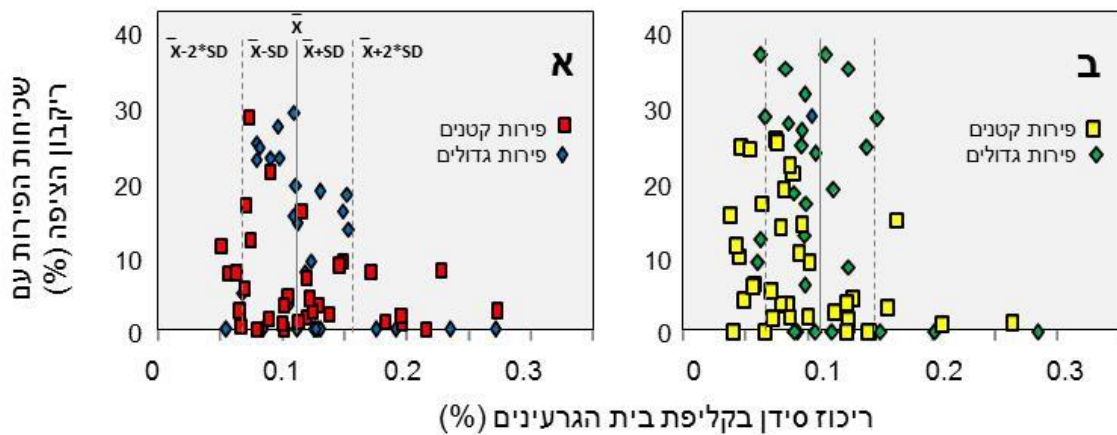 X̄
X̄-2*SD X̄-SD X̄+SD X̄+2*SD
א
ב
40
30
20
10
0
פירות קטנים
פירות גדולים
40
30
20
10
0
פירות קטנים
פירות גדולים
שכיחות הפירות עם
ריקבון הציפה (%)
0 0.1 0.2 0.3
0 0.1 0.2 0.3
ריכוז סידן בקליפת בית הגרעינים (%)